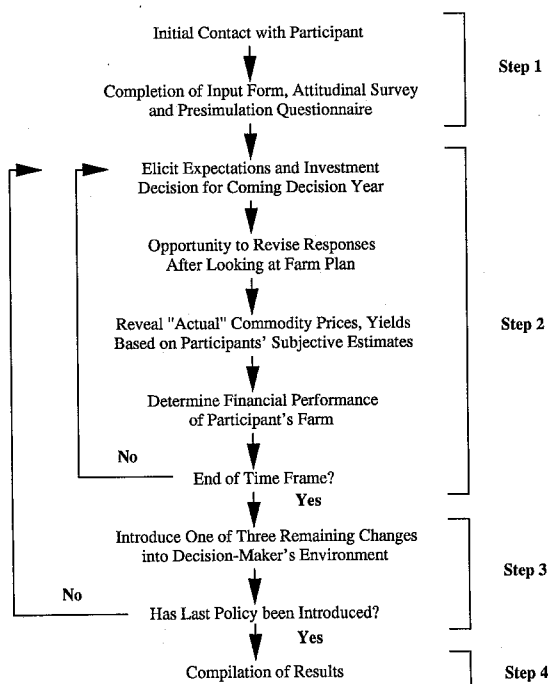 Initial Contact with Participant
Step 1
Completion of Input Form, Attitudinal Survey
and Presimulation Questionnaire
Elicit Expectations and Investment
Decision for Coming Decision Year
Opportunity to Revise Responses
After Looking at Farm Plan
Reveal "Actual" Commodity Prices, Yields
Based on Participants' Subjective Estimates
Step 2
Determine Financial Performance
of Participant's Farm
No
End of Time Frame?
Yes
Introduce One of Three Remaining Changes
into Decision-Maker's Environment
Step 3
No
Has Last Policy been Introduced?
Yes
Compilation of Results
Step 4